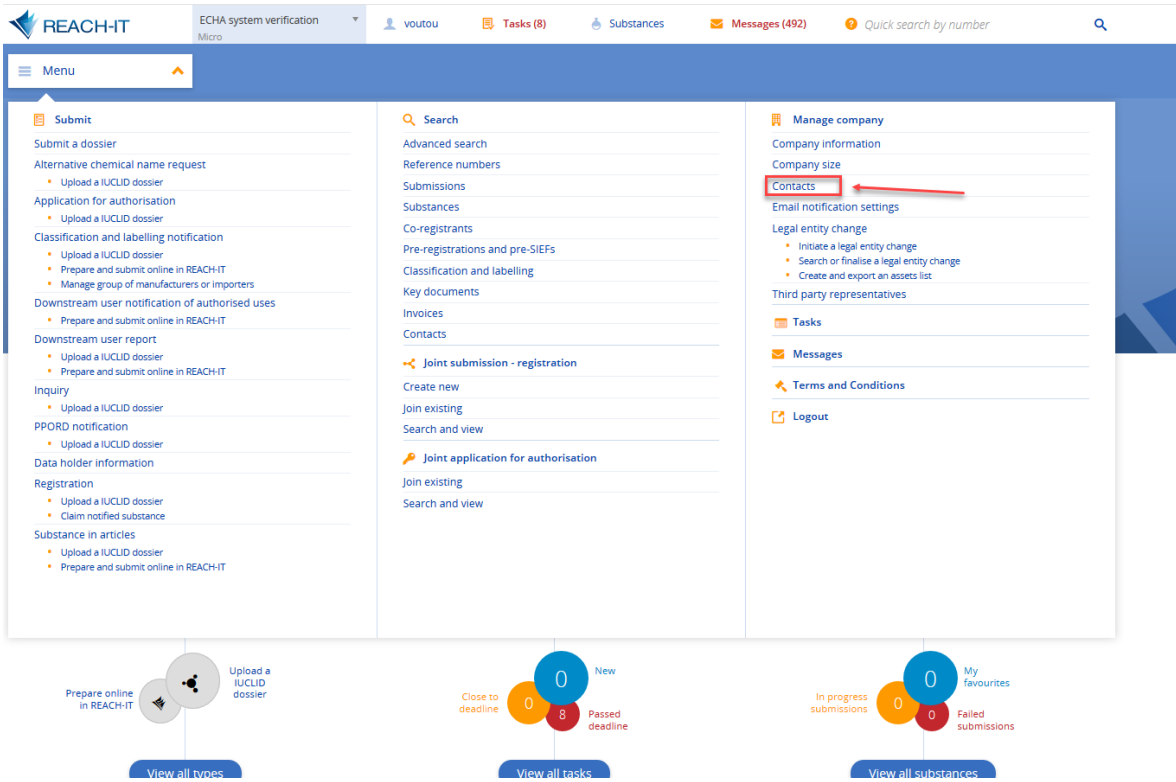 REACH-IT
ECHA system verification
Micro
voutou
Tasks (8)
Substances
Messages (492)
Quick search by number
Menu
Submit
Submit a dossier
Alternative chemical name request
Upload a IUCLID dossier
Application for authorisation
Upload a IUCLID dossier
Classification and labelling notification
Upload a IUCLID dossier
Prepare and submit online in REACH-IT
Manage group of manufacturers or importers
Downstream user notification of authorised uses
Prepare and submit online in REACH-IT
Downstream user report
Upload a IUCLID dossier
Prepare and submit online in REACH-IT
Inquiry
Upload a IUCLID dossier
PPORD notification
Upload a IUCLID dossier
Data holder information
Registration
Upload a IUCLID dossier
Claim notified substance
Substance in articles
Upload a IUCLID dossier
Prepare and submit online in REACH-IT
Search
Advanced search
Reference numbers
Submissions
Substances
Co-registrants
Pre-registrations and pre-SIEFs
Classification and labelling
Key documents
Invoices
Contacts
Joint submission - registration
Create new
Join existing
Search and view
Joint application for authorisation
Join existing
Search and view
Manage company
Company information
Company size
Contacts
Email notification settings
Legal entity change
Initiate a legal entity change
Search or finalise a legal entity change
Create and export an assets list
Third party representatives
Tasks
Messages
Terms and Conditions
Logout
Prepare online
in REACH-IT
Upload a
IUCLID
dossier
View all types
Close to
deadline
0
0
New
8
Passed
deadline
View all tasks
In progress
submissions
0
0
My
favourites
0
Failed
submissions
View all substances